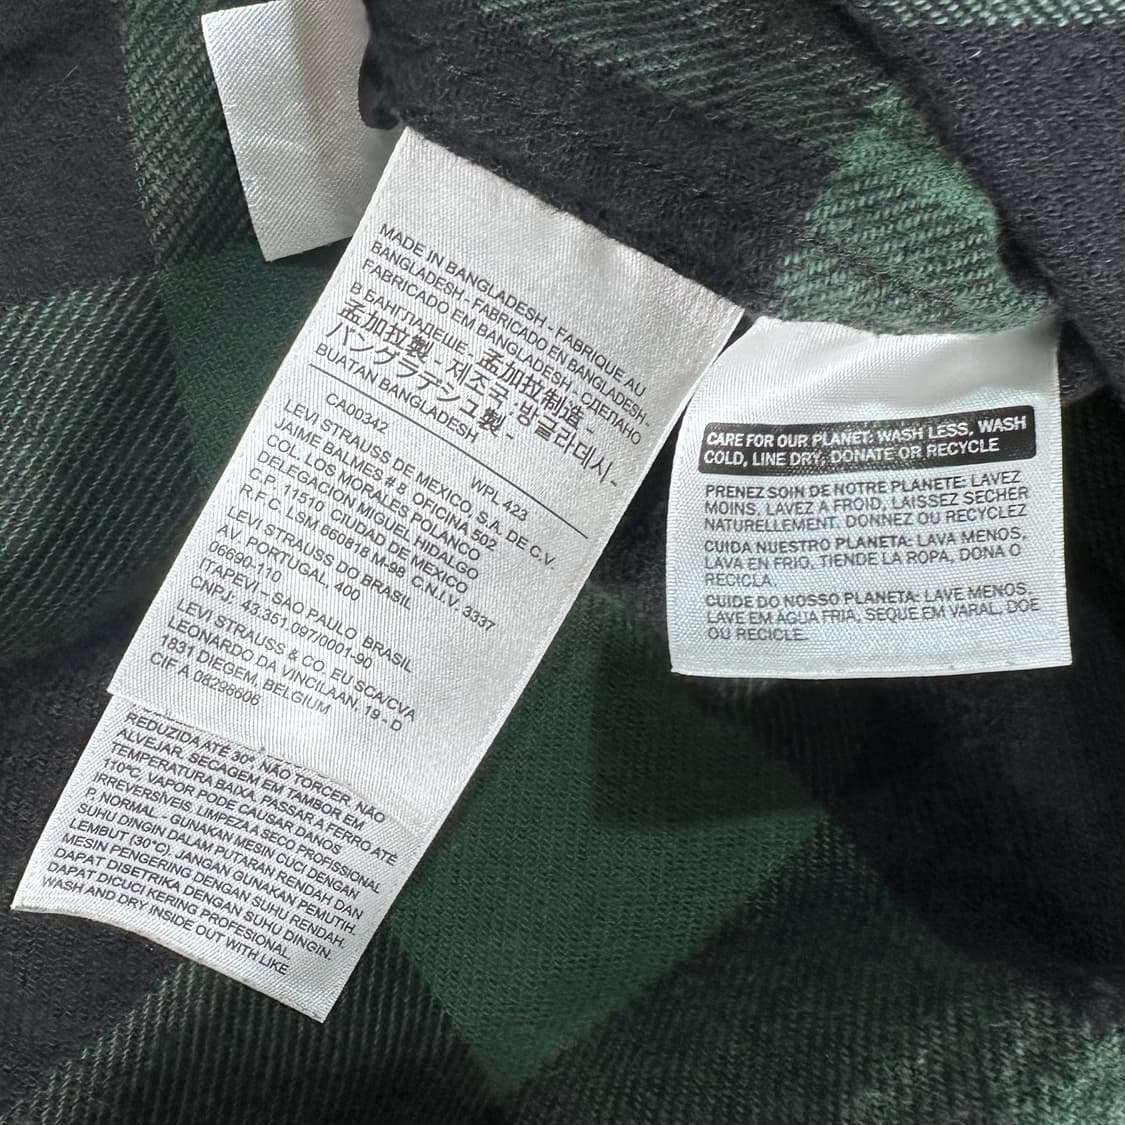 MADE IN BANGLADESH - FABRIQUE AU
BANGLADESH - FABRICADO EN BANGLADESH -
FABRICADO EM BANGLADESH - СДЕЛАНО
В БАНГЛАДЕШЕ - 孟加拉制造 -
孟加拉製 - 제조국:방글라데시 -
バングラデシュ製 -
BUATAN BANGLADESH
CA00342 WPL 423
LEVI STRAUSS DE MEXICO, S.A. DE C.V.
JAIME BALMES # 8, OFICINA 502
COL. LOS MORALES POLANCO
DELEGACION MIGUEL HIDALGO
C.P. 11510, CIUDAD DE MEXICO
R.F.C. LSM 860818 M-98 C.N.I.V. 3337
LEVI STRAUSS DO BRASIL
AV. PORTUGAL, 400
06690-110
ITAPEVI – SAO PAULO BRASIL
CNPJ: 43.351.097/0001-90
LEVI STRAUSS & CO. EU SCA/CVA
LEONARDO DA VINCILAAN, 19 - D
1831 DIEGEM, BELGIUM
CIF A 08298606
REDUZIDA ATÉ 30º. NÃO TORCER. NÃO
ALVEJAR. SECAGEM EM TAMBOR EM
TEMPERATURA BAIXA. PASSAR A FERRO ATÉ
110ºC, VAPOR PODE CAUSAR DANOS
IRREVERSÍVEIS. LIMPEZA A SECO PROFISSIONAL
P. NORMAL. - GUNAKAN MESIN CUCI DENGAN
SUHU DINGIN DALAM PUTARAN RENDAH DAN
LEMBUT (30°C). JANGAN GUNAKAN PEMUTIH.
MESIN PENGERING DENGAN SUHU RENDAH.
DAPAT DISETRIKA DENGAN SUHU DINGIN.
DAPAT DICUCI KERING PROFESIONAL
WASH AND DRY INSIDE OUT WITH LIKE
CARE FOR OUR PLANET: WASH LESS, WASH
COLD, LINE DRY, DONATE OR RECYCLE
PRENEZ SOIN DE NOTRE PLANETE: LAVEZ
MOINS, LAVEZ A FROID, LAISSEZ SECHER
NATURELLEMENT. DONNEZ OU RECYCLEZ
CUIDA NUESTRO PLANETA: LAVA MENOS,
LAVA EN FRIO, TIENDE LA ROPA, DONA O
RECICLA.
CUIDE DO NOSSO PLANETA: LAVE MENOS,
LAVE EM AGUA FRIA, SEQUE EM VARAL, DOE
OU RECICLE.